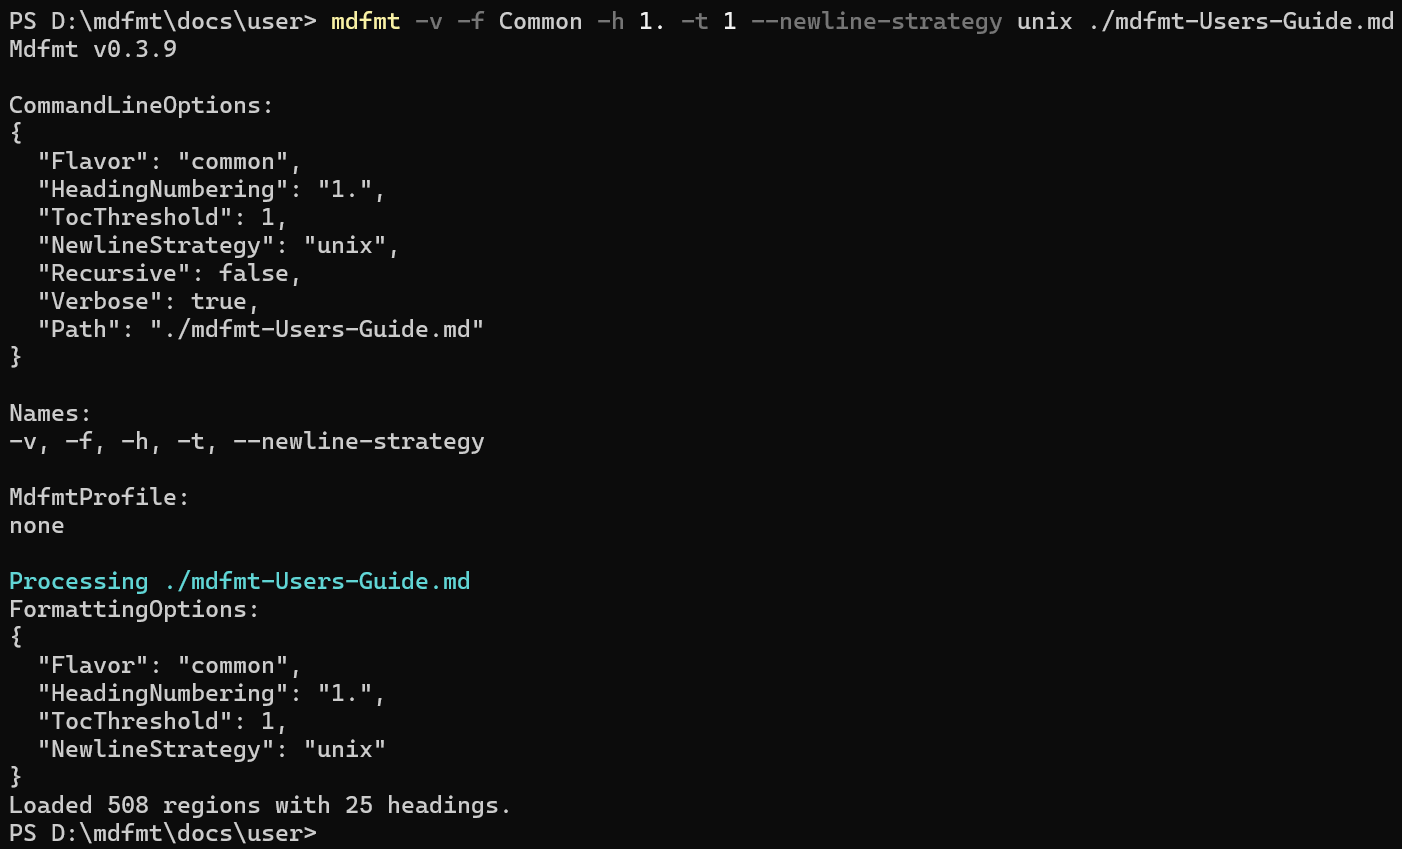 PS D:\mdfmt\docs\user> mdfmt -v -f Common -h 1. -t 1 --newline-strategy unix ./mdfmt-Users-Guide.md
Mdfmt v0.3.9

CommandLineOptions:
{
  "Flavor": "common",
  "HeadingNumbering": "1.",
  "TocThreshold": 1,
  "NewlineStrategy": "unix",
  "Recursive": false,
  "Verbose": true,
  "Path": "./mdfmt-Users-Guide.md"
}

Names:
-v, -f, -h, -t, --newline-strategy

MdfmtProfile:
none

Processing ./mdfmt-Users-Guide.md
FormattingOptions:
{
  "Flavor": "common",
  "HeadingNumbering": "1.",
  "TocThreshold": 1,
  "NewlineStrategy": "unix"
}
Loaded 508 regions with 25 headings.
PS D:\mdfmt\docs\user>